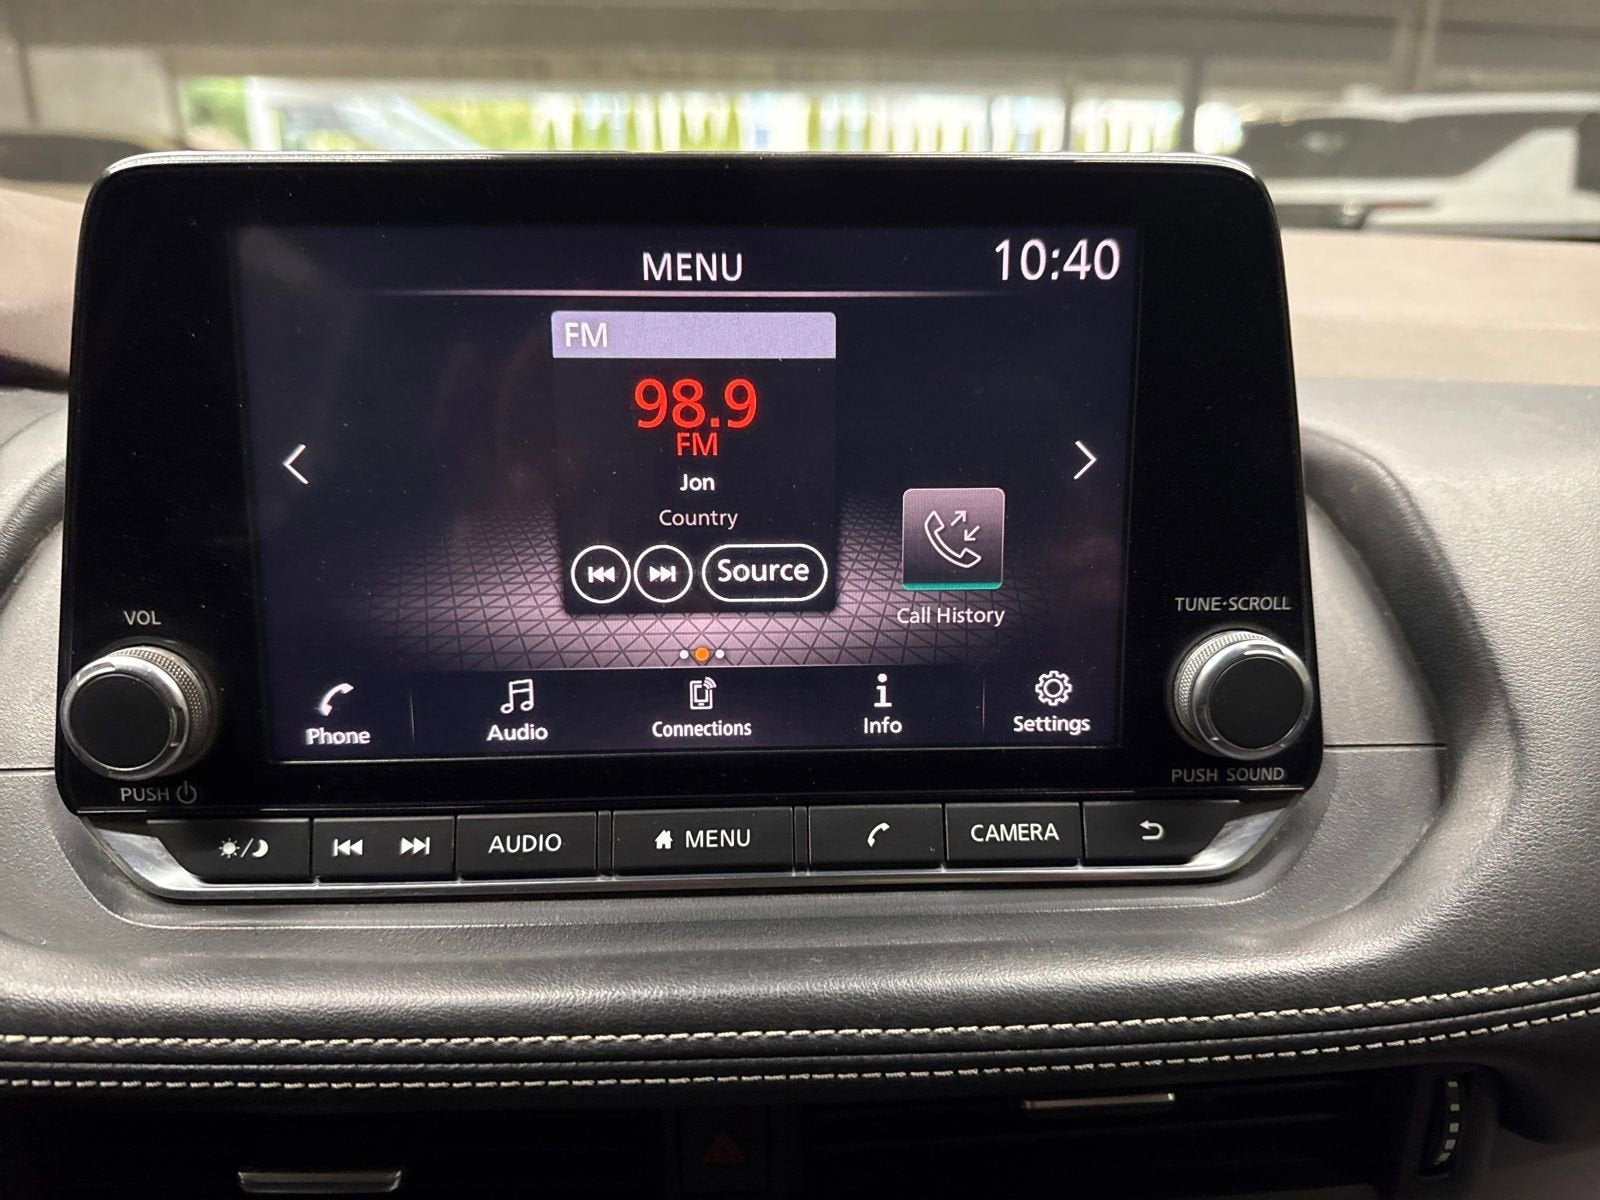 MENU
10:40
FM
98.9
FM
Jon
Country
Source
Call History
Phone
Audio
Connections
Info
Settings
VOL
PUSH
TUNE·SCROLL
PUSH SOUND
AUDIO
MENU
CAMERA